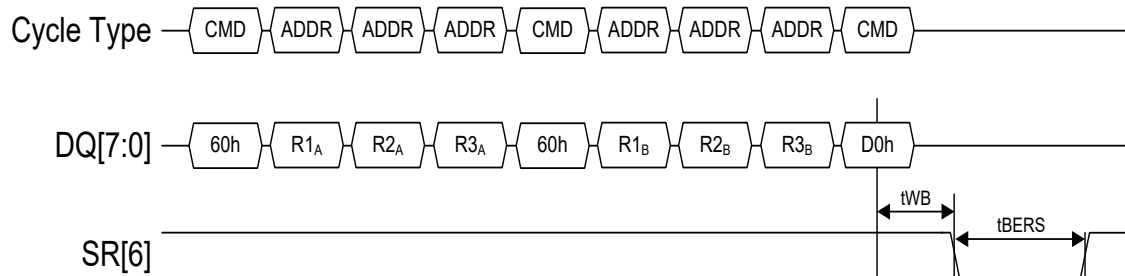 Cycle Type CMD ADDR ADDR ADDR CMD ADDR ADDR ADDR CMD
DQ[7:0] 60h R1A R2A R3A 60h R1B R2B R3B D0h
tWB tBERS
SR[6]